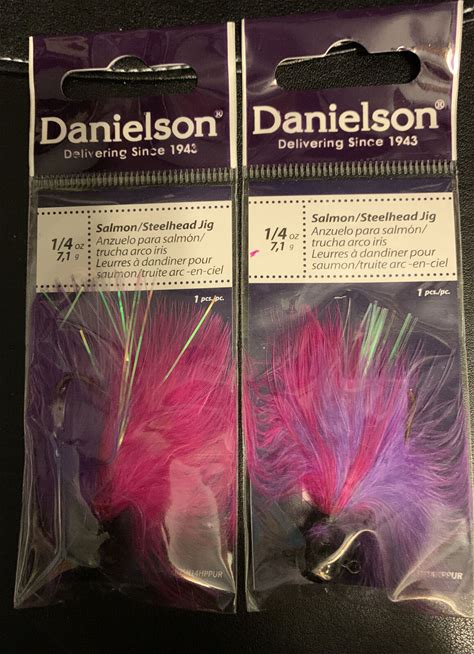 Danielson®
Delivering Since 1943
1/4 oz
7,1 g
Salmon/Steelhead Jig
Anzuelo para salmón/
trucha arco iris
Leurres à dandiner pour
saumon/truite arc -en-ciel
1 pcs./pc.
Danielson®
Delivering Since 1943
1/4 oz
7,1 g
Salmon/Steelhead Jig
Anzuelo para salmón/
trucha arco iris
Leurres à dandiner pour
saumon/truite arc -en-ciel
1 pcs./pc.